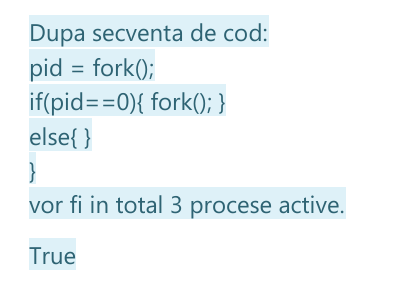 Dupa secventa de cod:
pid = fork();
if(pid==0){ fork(); }
else{ }
}
vor fi in total 3 procese active.
True